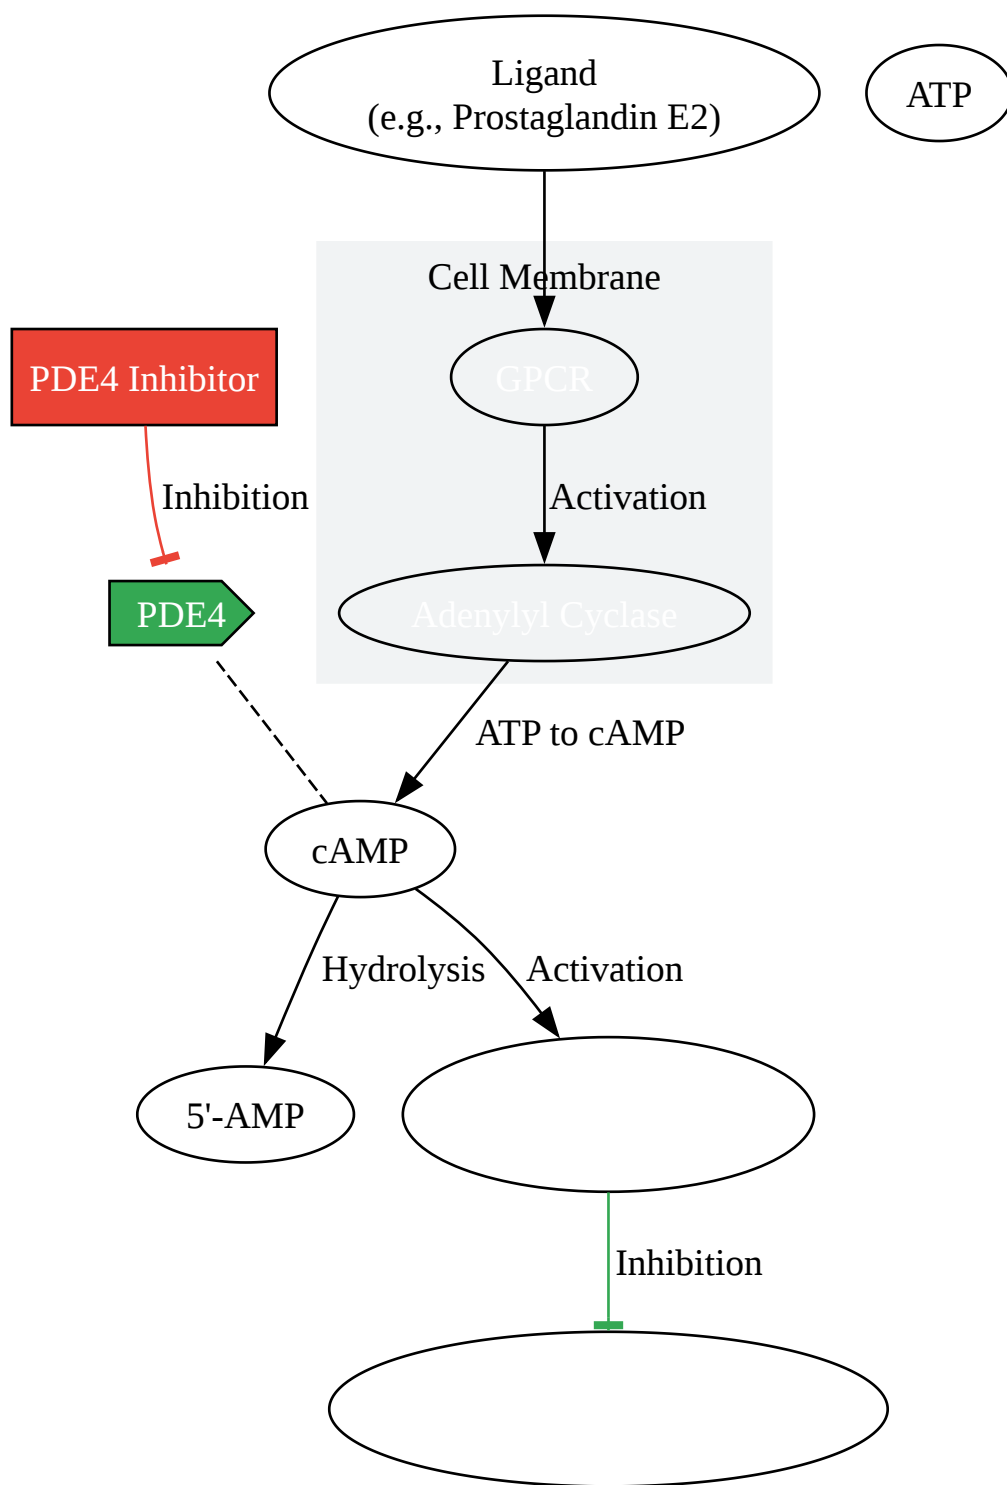 Ligand
(e.g., Prostaglandin E2)
ATP
Cell Membrane
GPCR
PDE4 Inhibitor
Inhibition
Activation
PDE4
Adenylyl Cyclase
ATP to cAMP
cAMP
Hydrolysis
Activation
5'-AMP
Inhibition